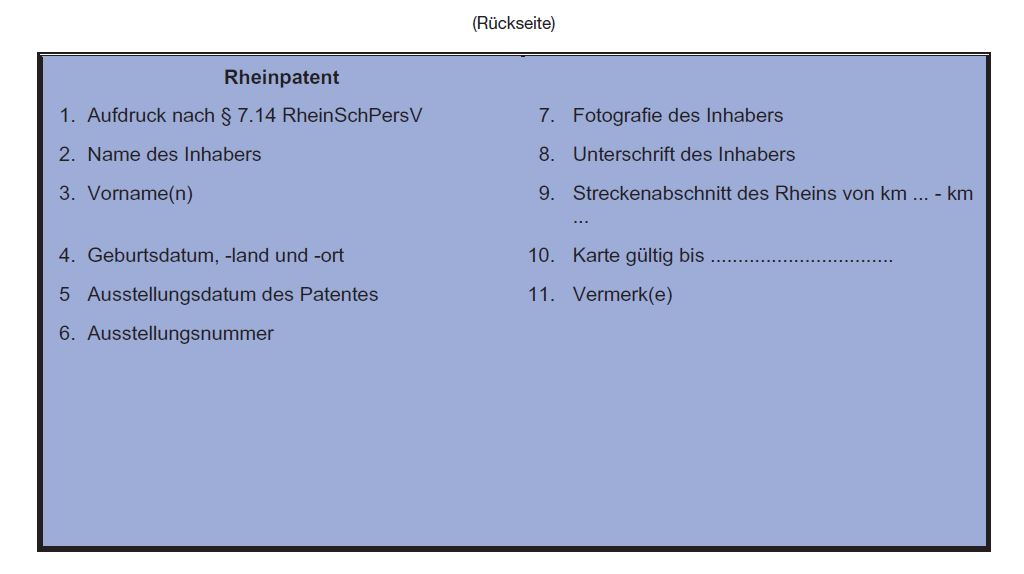 (Rückseite)
Rheinpatent
1. Aufdruck nach § 7.14 RheinSchPersV
2. Name des Inhabers
3. Vorname(n)
4. Geburtsdatum, -land und -ort
5 Ausstellungsdatum des Patentes
6. Ausstellungsnummer
7. Fotografie des Inhabers
8. Unterschrift des Inhabers
9. Streckenabschnitt des Rheins von km ... - km
...
10. Karte gültig bis .................................
11. Vermerk(e)